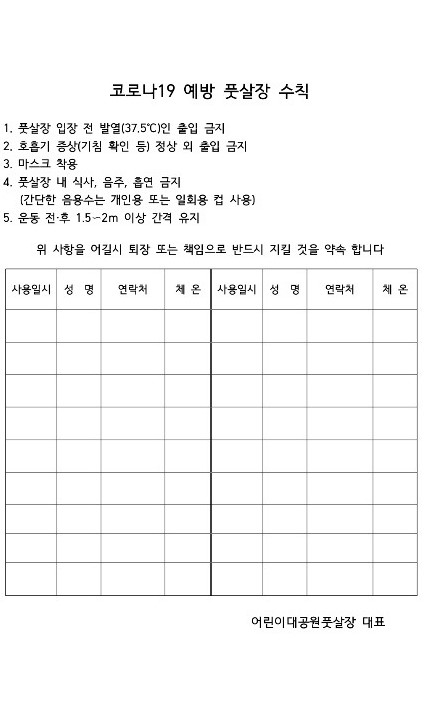 코로나19 예방 풋살장 수칙
1. 풋살장 입장 전 발열(37.5℃)인 출입 금지
2. 호흡기 증상(기침 확인 등) 정상 외 출입 금지
3. 마스크 착용
4. 풋살장 내 식사, 음주, 흡연 금지
(간단한 음용수는 개인용 또는 일회용 컵 사용)
5. 운동 전·후 1.5~2m 이상 간격 유지
위 사항을 어길시 퇴장 또는 책임으로 반드시 지킬 것을 약속 합니다
사용일시 성 명 연락처 체 온 사용일시 성 명 연락처 체 온
어린이대공원풋살장 대표